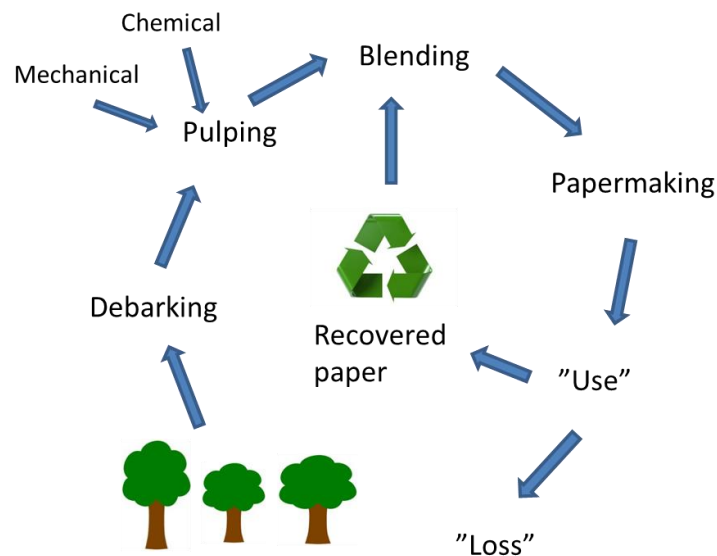 Chemical
Mechanical
Blending
Pulping
Papermaking
Debarking
Recovered
paper
”Use”
”Loss”